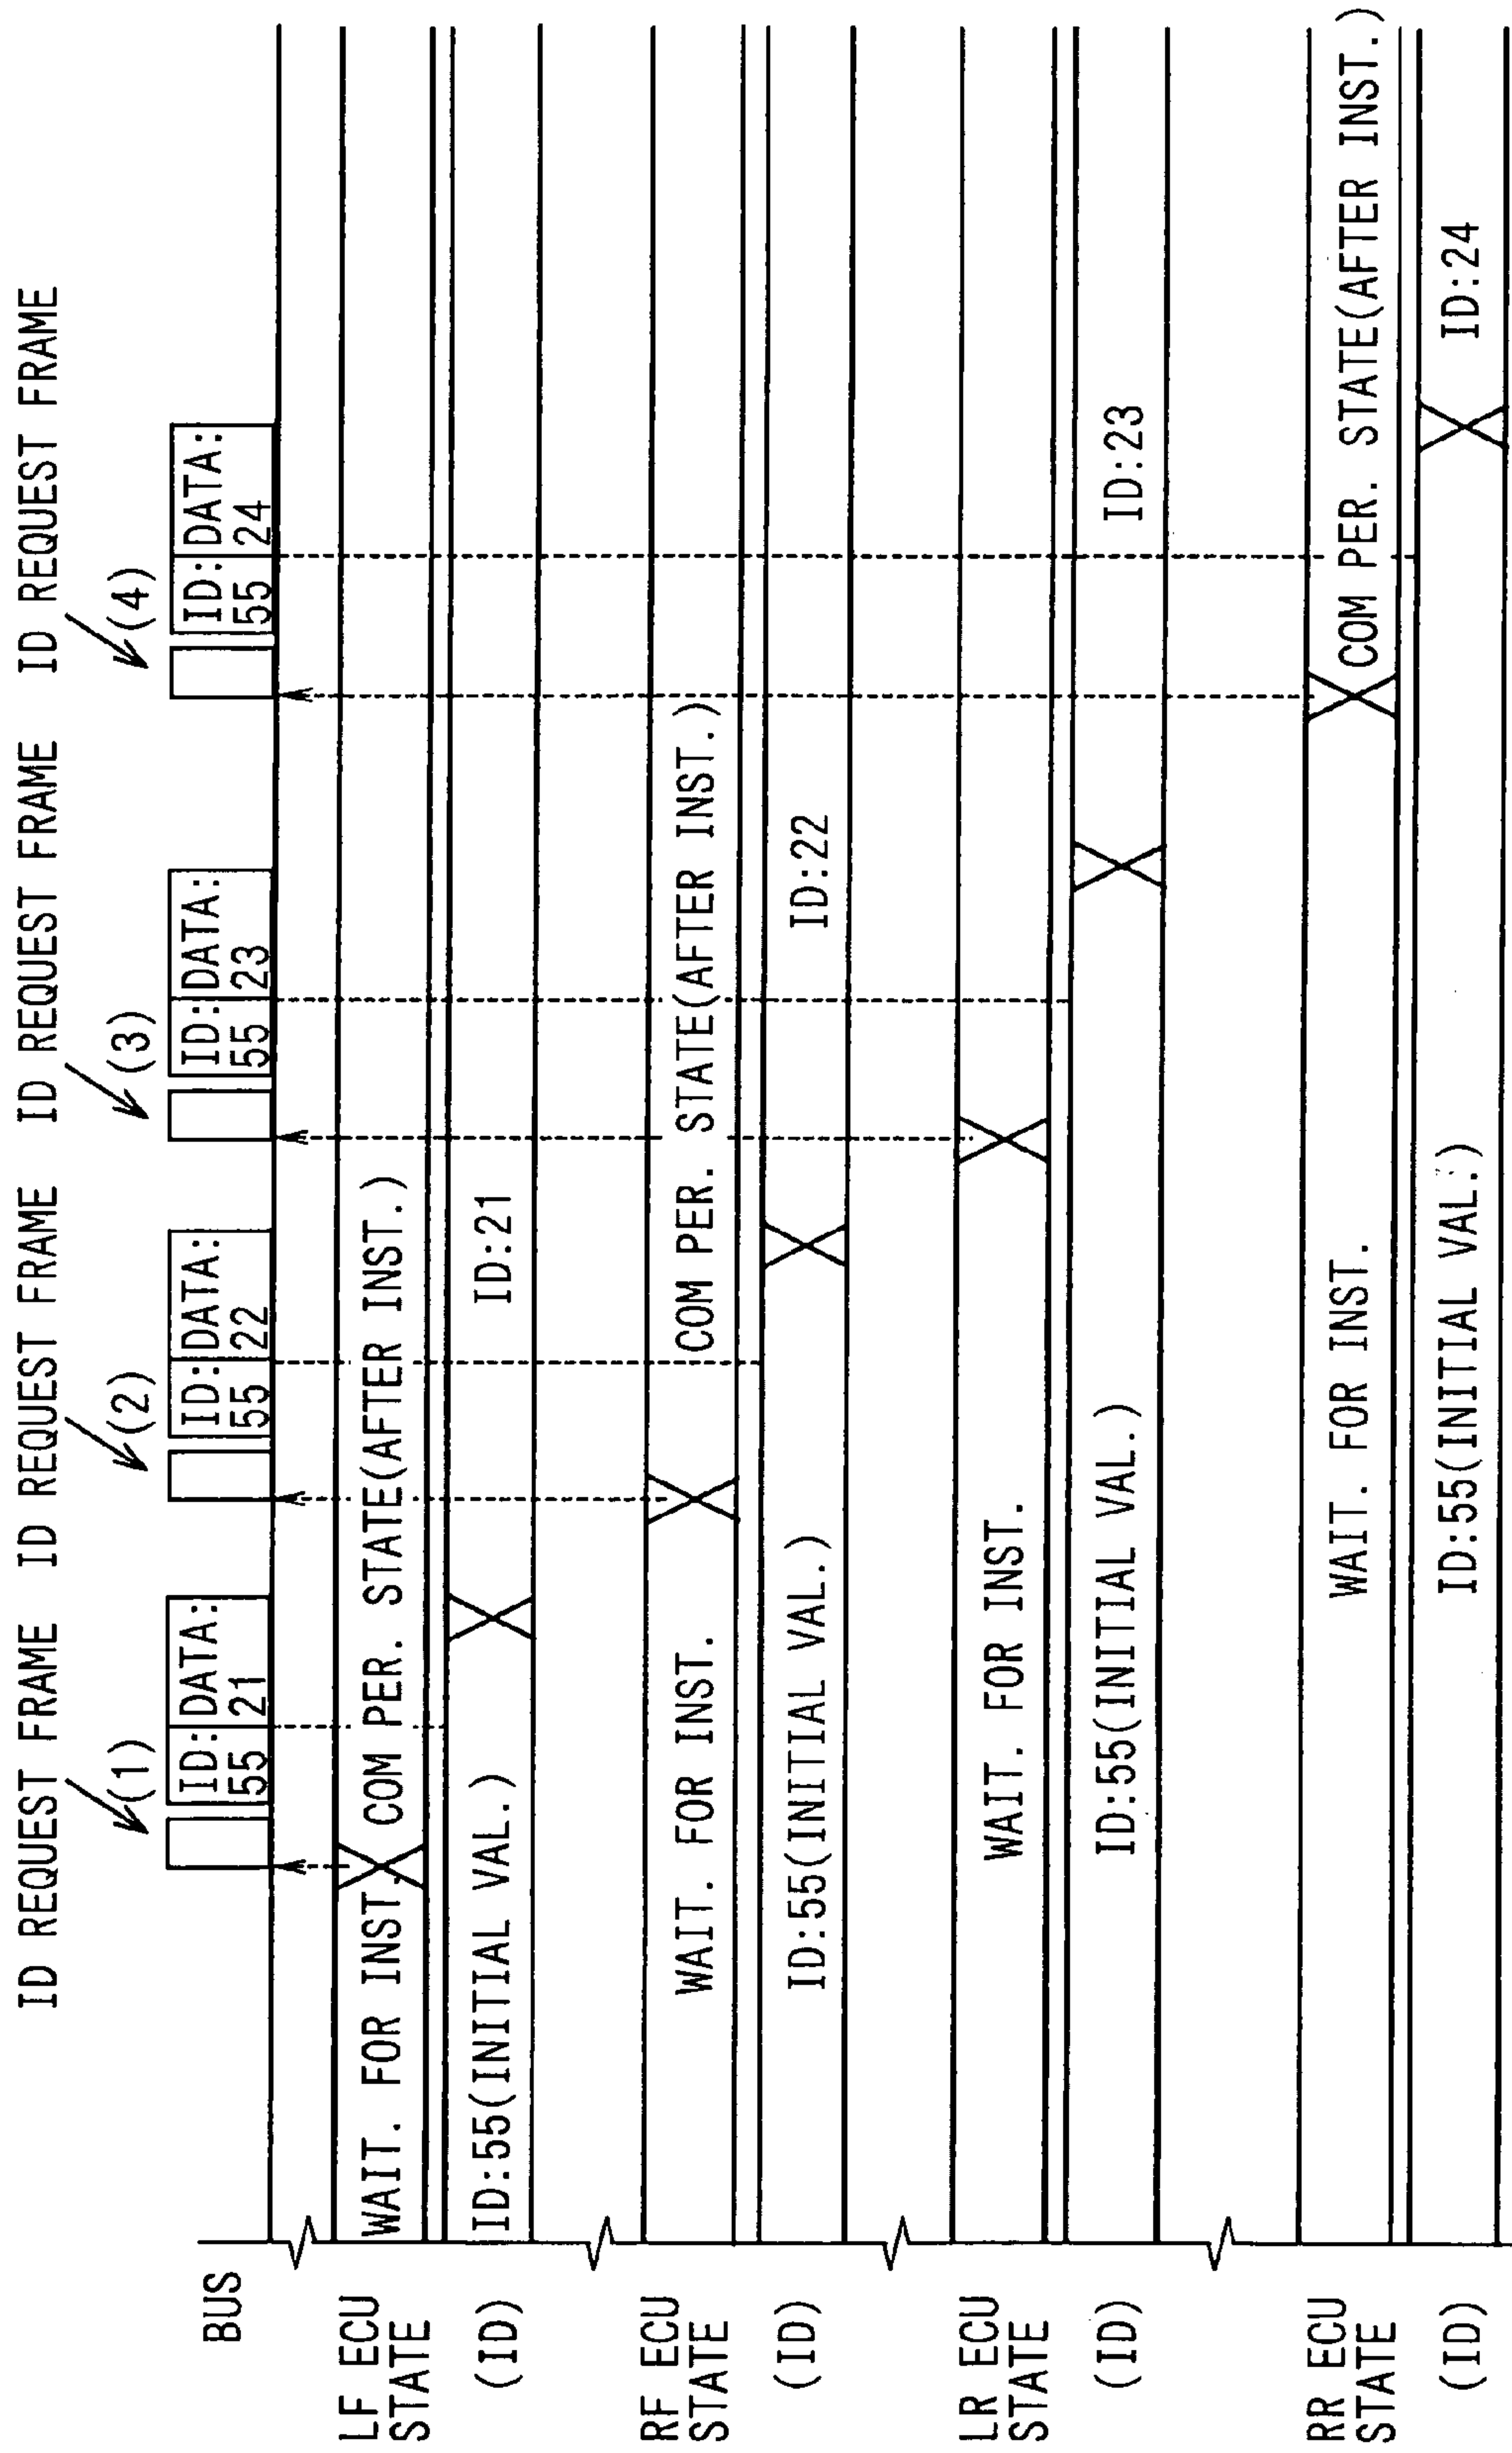 ID REQUEST FRAME ID REQUEST FRAME ID REQUEST FRAME ID REQUEST FRAME
(1)
(2)
(3)
(4)
BUS
ID:
55
DATA:
21
ID:
55
DATA:
22
ID:
55
DATA:
23
ID:
55
DATA:
24
LF ECU
STATE
WAIT. FOR INST.
COM PER. STATE(AFTER INST.)
(ID)
ID:55(INITIAL VAL.)
ID:21
RF ECU
STATE
WAIT. FOR INST.
COM PER. STATE(AFTER INST.)
(ID)
ID:55(INITIAL VAL.)
ID:22
LR ECU
STATE
WAIT. FOR INST.
(ID)
ID:55(INITIAL VAL.)
ID:23
RR ECU
STATE
WAIT. FOR INST.
COM PER. STATE(AFTER INST.)
(ID)
ID:55(INITIAL VAL.)
ID:24